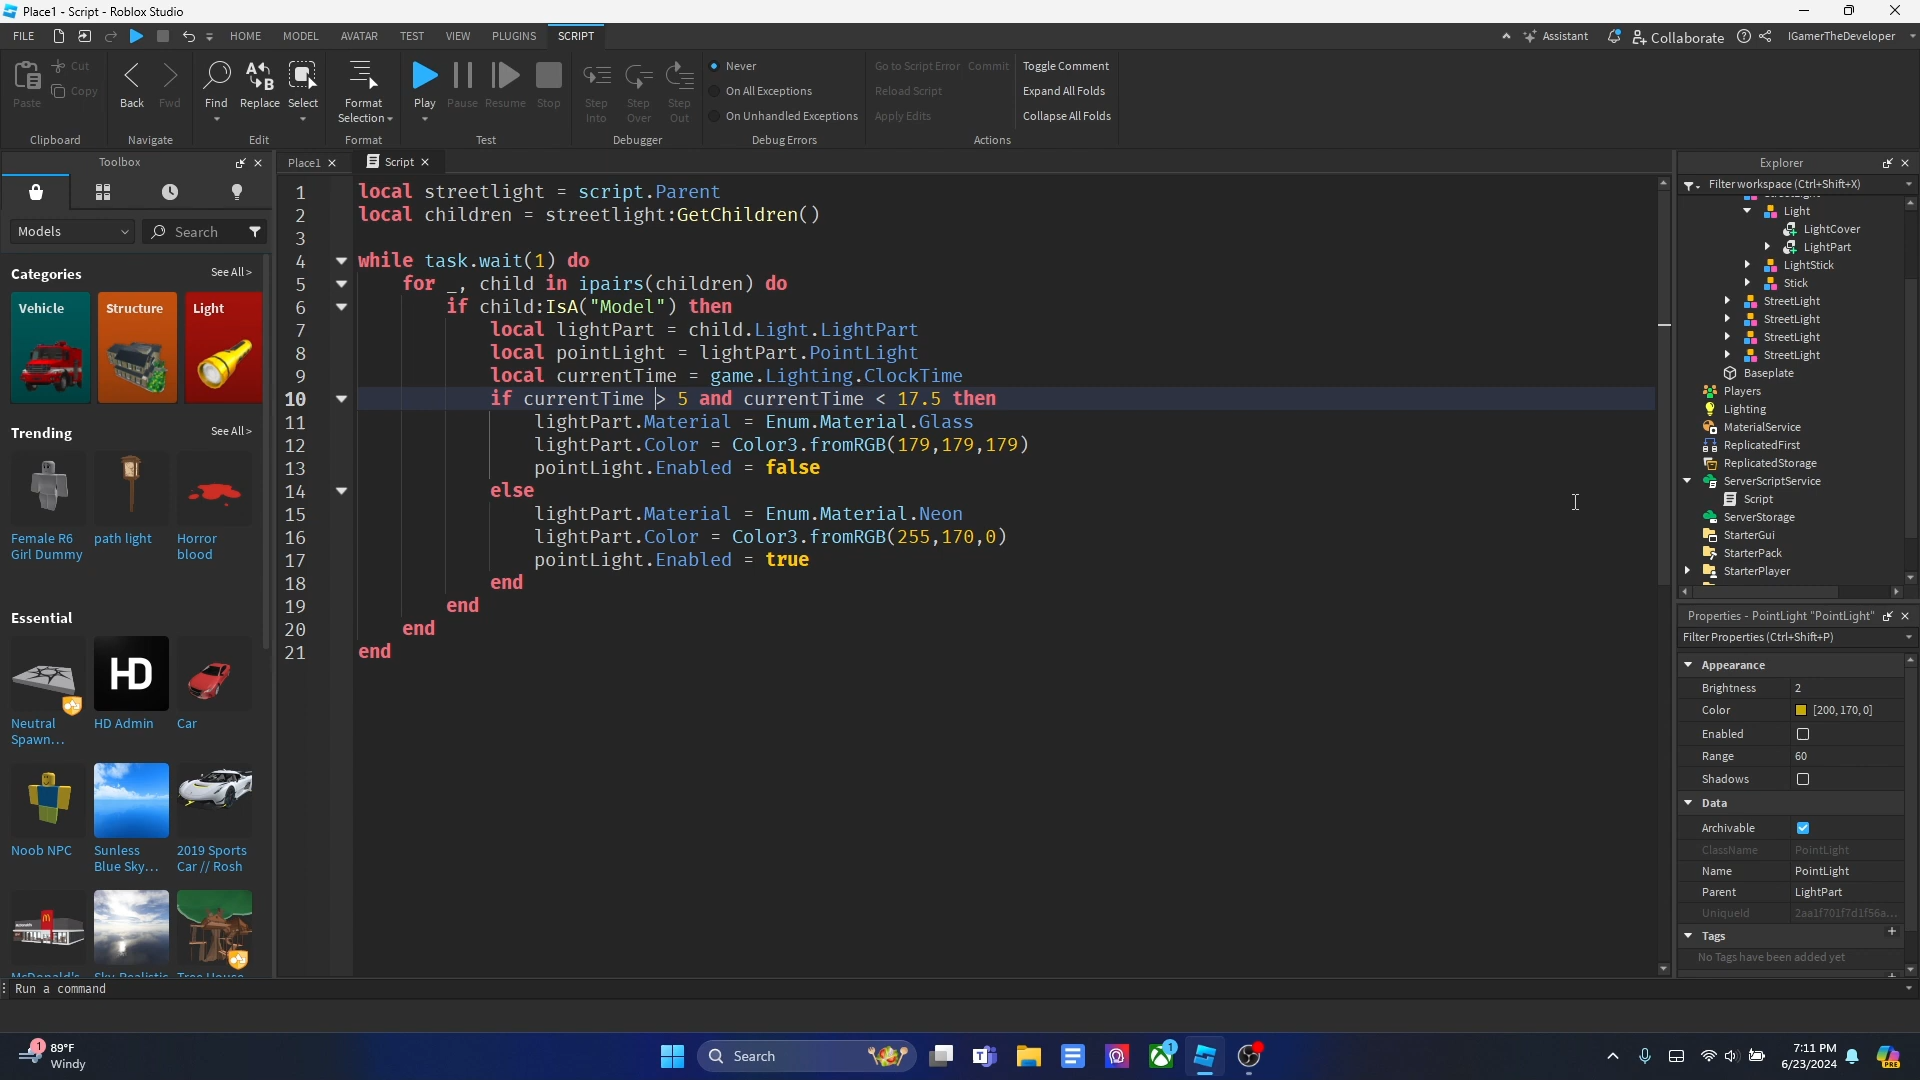 Place1 - Script - Roblox Studio
FILE HOME MODEL AVATAR TEST VIEW PLUGINS SCRIPT Assistant Collaborate IGamerTheDeveloper
Paste Cut Copy
Clipboard
Back Fwd
Navigate
Find Replace Select
Edit
Format Selection
Format
Play Pause Resume Stop
Test
Step Into Step Over Step Out
Debugger
Never
On All Exceptions
On Unhandled Exceptions
Debug Errors
Go to Script Error Commit
Reload Script
Apply Edits
Toggle Comment
Expand All Folds
Collapse All Folds
Actions
Toolbox
Models Search
Categories See All >
Vehicle Structure Light
Trending See All >
Female R6 Girl Dummy
path light
Horror blood
Essential
HD
Neutral Spawn...
HD Admin
Car
Noob NPC
Sunless Blue Sky...
2019 Sports Car // Rosh
Place1 Script
1 local streetlight = script.Parent
2 local children = streetlight:GetChildren()
3
4 while task.wait(1) do
5 for _, child in ipairs(children) do
6 if child:IsA("Model") then
7 local lightPart = child.Light.LightPart
8 local pointLight = lightPart.PointLight
9 local currentTime = game.Lighting.ClockTime
10 if currentTime > 5 and currentTime < 17.5 then
11 lightPart.Material = Enum.Material.Glass
12 lightPart.Color = Color3.fromRGB(179,179,179)
13 pointLight.Enabled = false
14 else
15 lightPart.Material = Enum.Material.Neon
16 lightPart.Color = Color3.fromRGB(255,170,0)
17 pointLight.Enabled = true
18 end
19 end
20 end
21 end
Explorer
Filter workspace (Ctrl+Shift+X)
Light
LightCover
LightPart
LightStick
Stick
StreetLight
StreetLight
StreetLight
StreetLight
Baseplate
Players
Lighting
MaterialService
ReplicatedFirst
ReplicatedStorage
ServerScriptService
Script
ServerStorage
StarterGui
StarterPack
StarterPlayer
Properties - PointLight "PointLight"
Filter Properties (Ctrl+Shift+P)
Appearance
Brightness 2
Color [200, 170, 0]
Enabled
Range 60
Shadows
Data
Archivable
ClassName PointLight
Name PointLight
Parent LightPart
UniqueId 2aa1f701f7d1f56a...
Tags
No Tags have been added yet
Run a command
1 89°F
Windy
Search
1
7:11 PM
6/23/2024
PRE